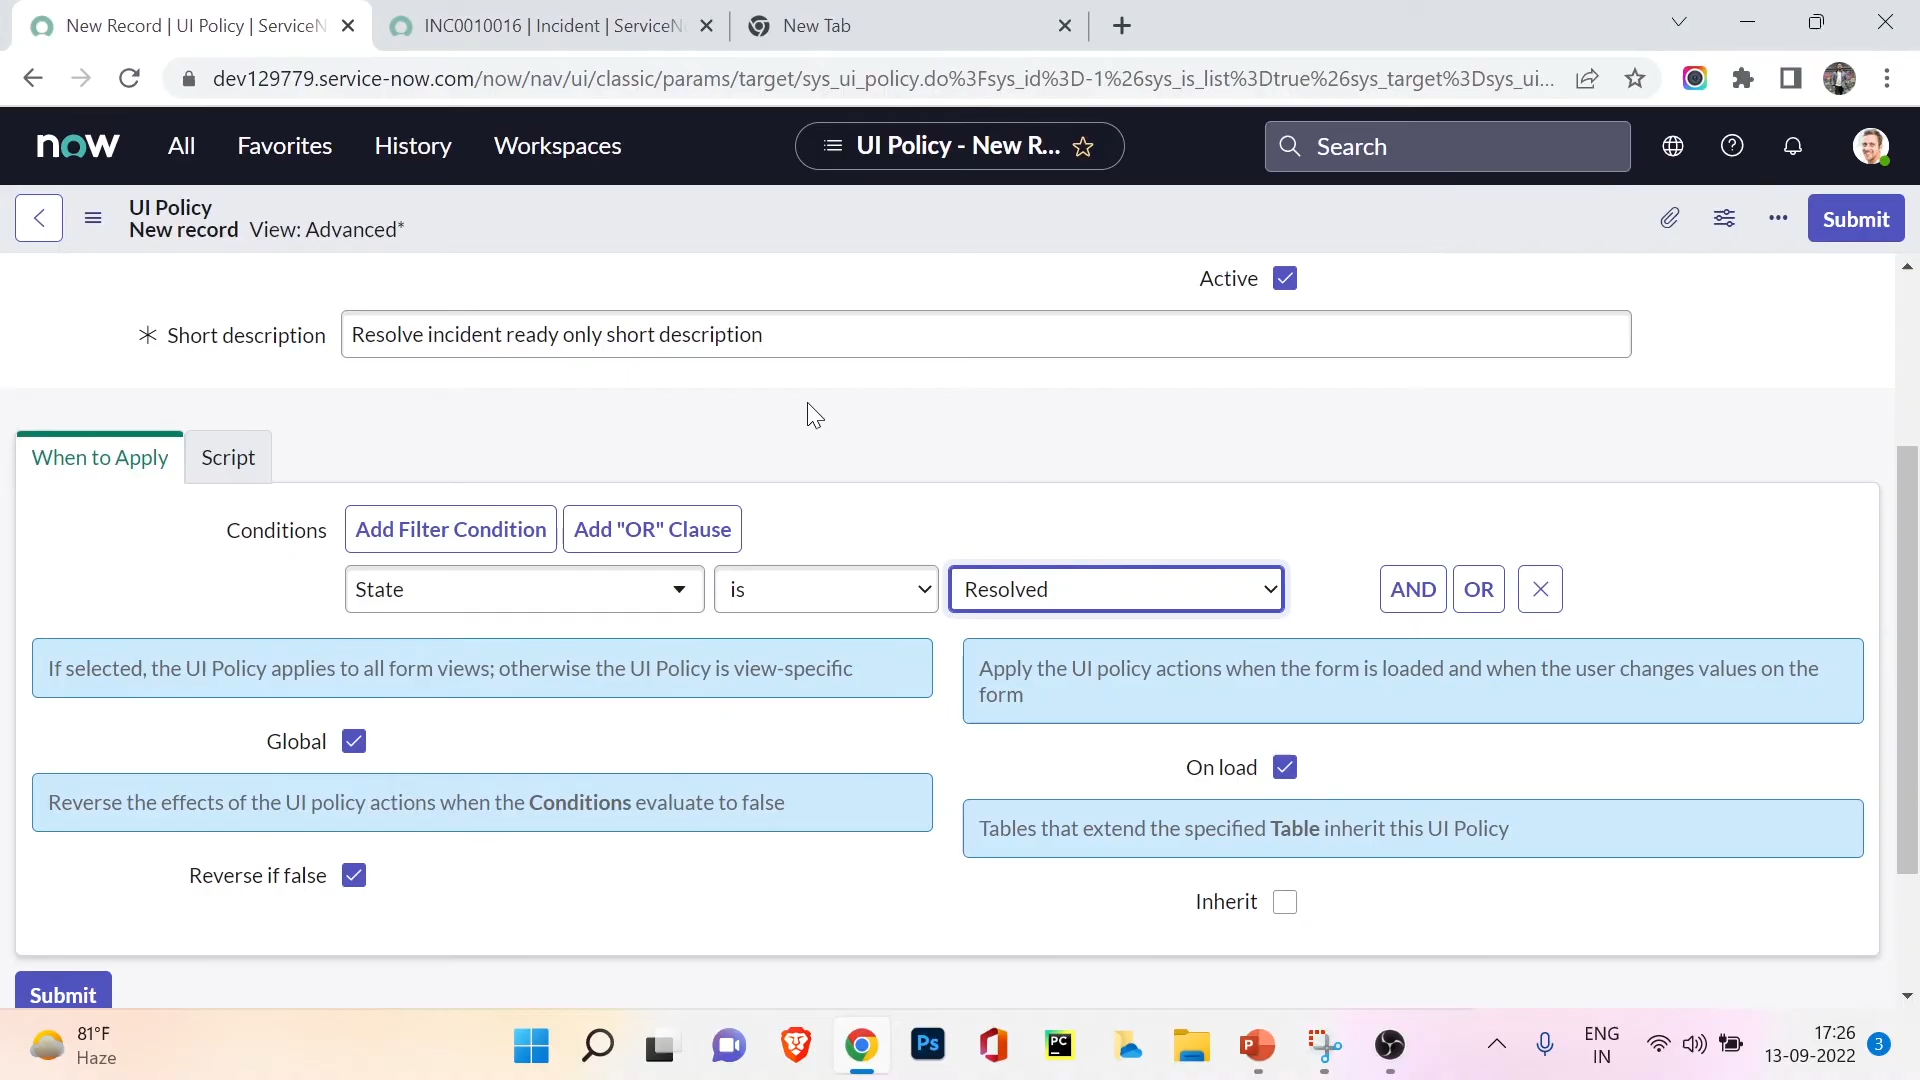 New Record | UI Policy | ServiceN
INC0010016 | Incident | ServiceN
New Tab
dev129779.service-now.com/now/nav/ui/classic/params/target/sys_ui_policy.do%3Fsys_id%3D-1%26sys_is_list%3Dtrue%26sys_target%3Dsys_ui...
now
All
Favorites
History
Workspaces
UI Policy - New R...
Search
UI Policy
New record View: Advanced*
Submit
Active
* Short description
Resolve incident ready only short description
When to Apply
Script
Conditions
Add Filter Condition
Add "OR" Clause
State
is
Resolved
AND
OR
If selected, the UI Policy applies to all form views; otherwise the UI Policy is view-specific
Apply the UI policy actions when the form is loaded and when the user changes values on the
form
Global
On load
Reverse the effects of the UI policy actions when the Conditions evaluate to false
Tables that extend the specified Table inherit this UI Policy
Reverse if false
Inherit
Submit
81°F
Haze
Ps
PC
P
ENG
IN
17:26
13-09-2022
3